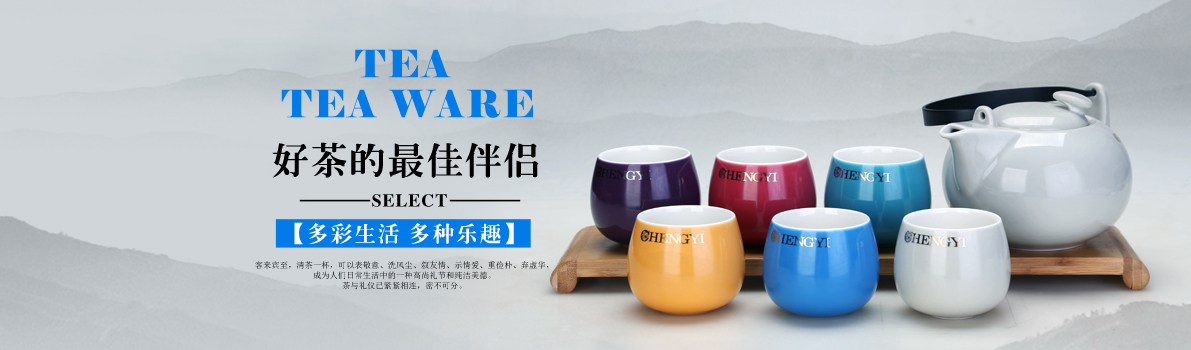 TEA
TEA WARE
好茶的最佳伴侣
SELECT
【多彩生活 多种乐趣】
客来宾至，清茶一杯，可以表敬意、洗风尘、叙友情、示情爱、重俭朴、弃虚华，
成为人们日常生活中的一种高尚礼节和纯洁美德。
茶与礼仪已紧紧相连，密不可分。
CHENGYI
CHENGYI
CHENGYI
CHENGYI
CHENGYI
CHENGYI